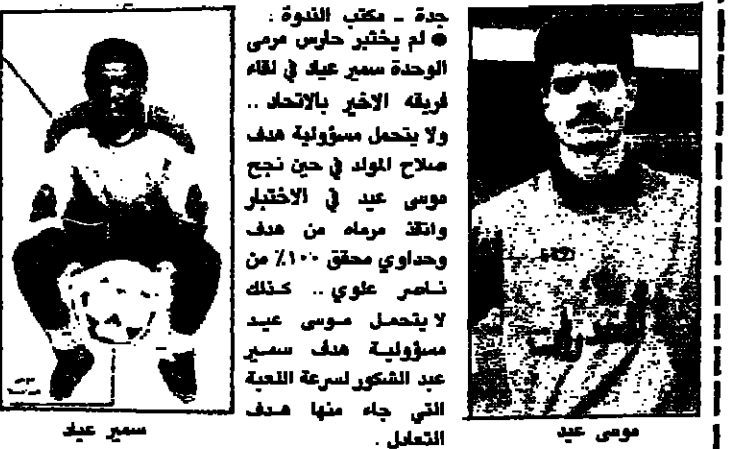 جدة ـ مكتب الندوة :
● لم يختبر حارس مرمى
الوحدة سمير عياد في لقاء
فريقه الاخير بالاتحاد ..
ولا يتحمل مسؤولية هدف
صلاح المولد في حين نجح
موسى عيد في الاختبار
وانقذ مرماه من هدف
وحداوي محقق ١٠٠٪ من
ناصر علوي .. كذلك
لا يتحمل موسى عيد
مسؤولية هدف سمير
عبد الشكور لسرعة اللعبة
التي جاء منها هدف
التعادل .
سمير عياد
موسى عيد